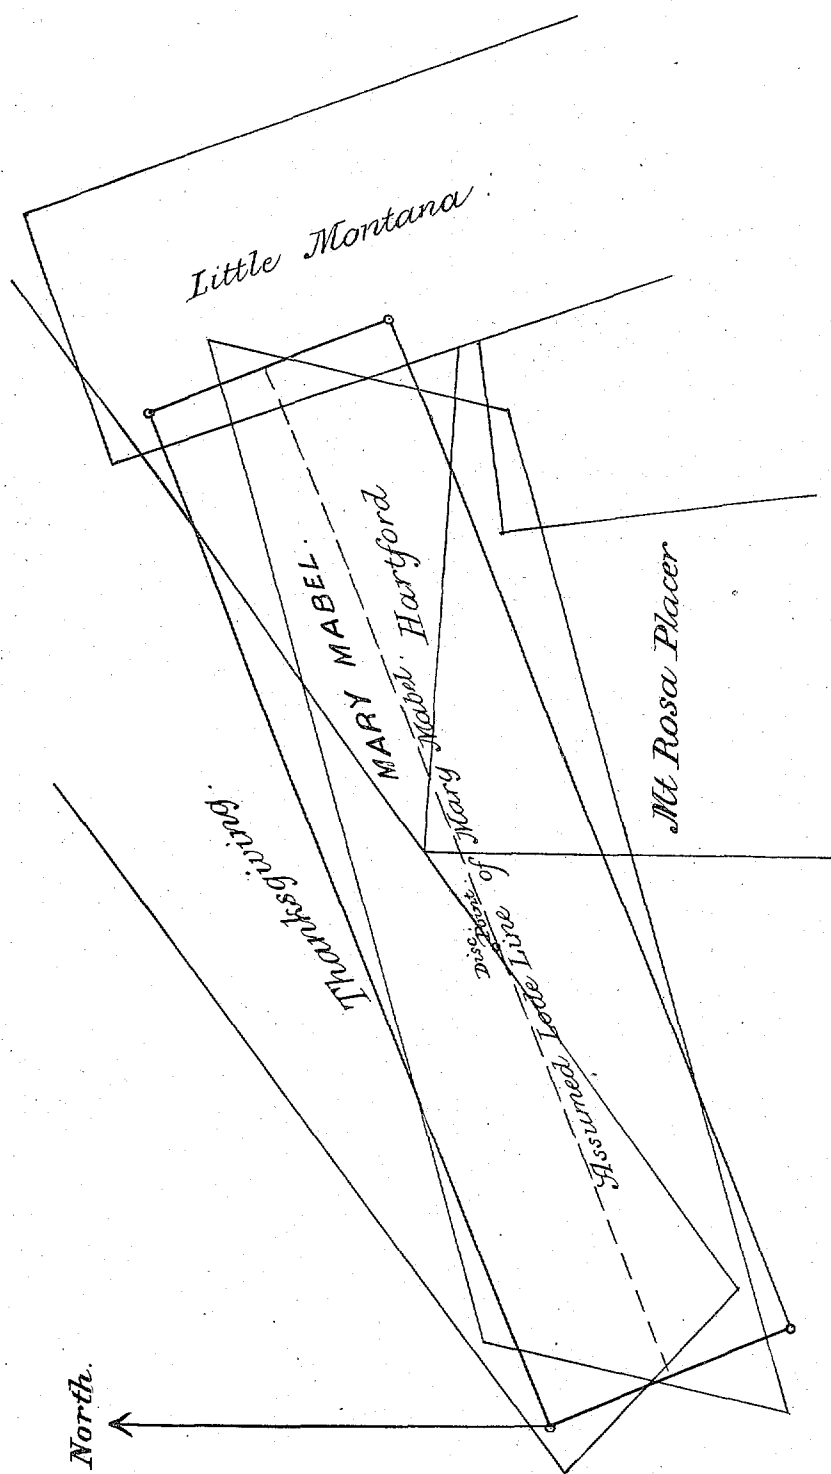 Little Montana
MARY MABEL.
Hartford
Thanksgiving.
Mt Rosa Placer
Disc.
Point.
Assumed Lode Line of Mary Mabel.
North.